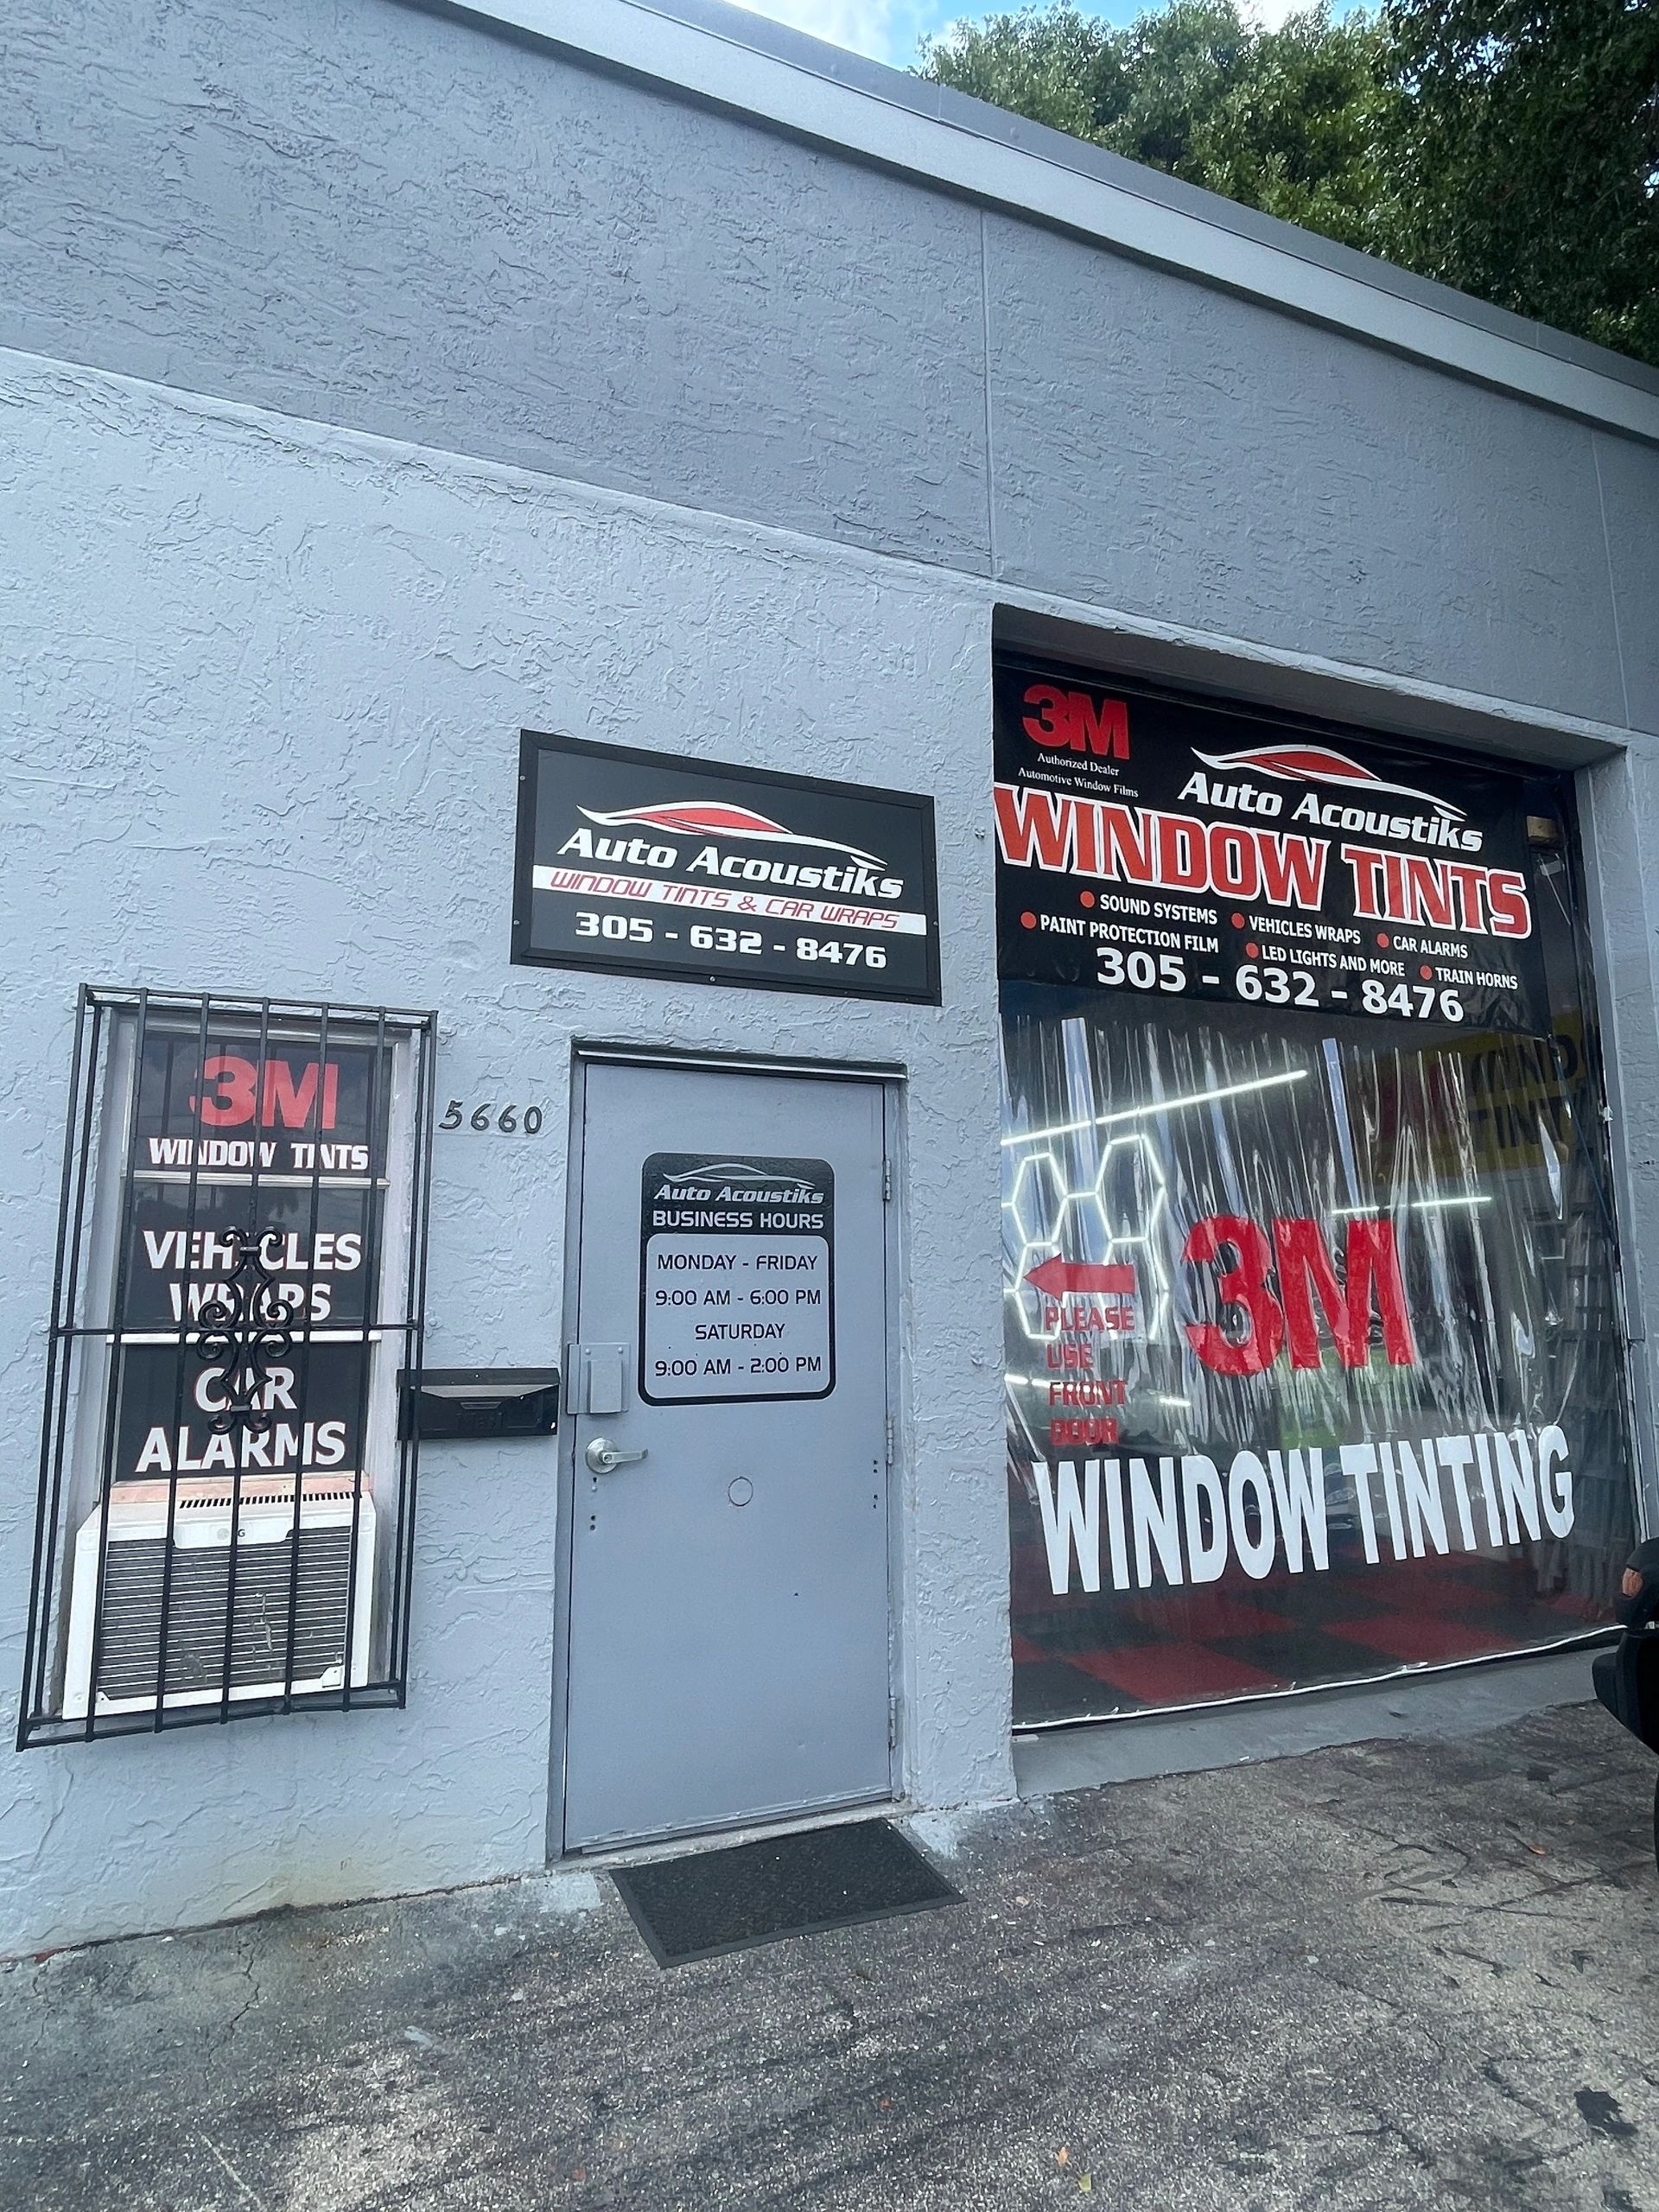 3M
Authorized Dealer
Automotive Window Films
Auto Acoustiks
WINDOW TINTS
SOUND SYSTEMS
VEHICLES WRAPS
CAR ALARMS
PAINT PROTECTION FILM
LED LIGHTS AND MORE
TRAIN HORNS
305 - 632 - 8476
Auto Acoustiks
WINDOW TINTS & CAR WRAPS
305 - 632 - 8476
3M
WINDOW TINTS
VEHICLES
WRAPS
CAR
ALARMS
5660
Auto Acoustiks
BUSINESS HOURS
MONDAY - FRIDAY
9:00 AM - 6:00 PM
SATURDAY
9:00 AM - 2:00 PM
PLEASE
USE
FRONT
DOOR
3M
WINDOW TINTING